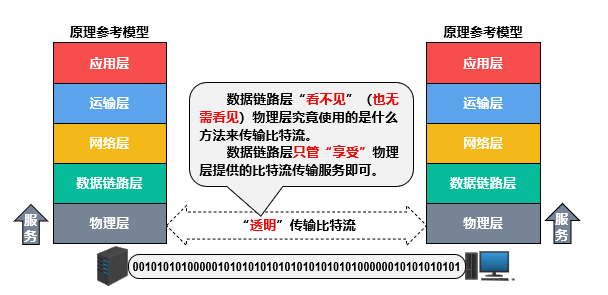 原理参考模型
原理参考模型
应用层
应用层
运输层
运输层
数据链路层“看不见”（也无
需看见）物理层究竟使用的是什么
方法来传输比特流。
数据链路层只管“享受”物理
层提供的比特流传输服务即可。
网络层
网络层
数据链路层
数据链路层
服务
物理层
“透明”传输比特流
物理层
服务
001010101000001010101010101010101010100000010101010101